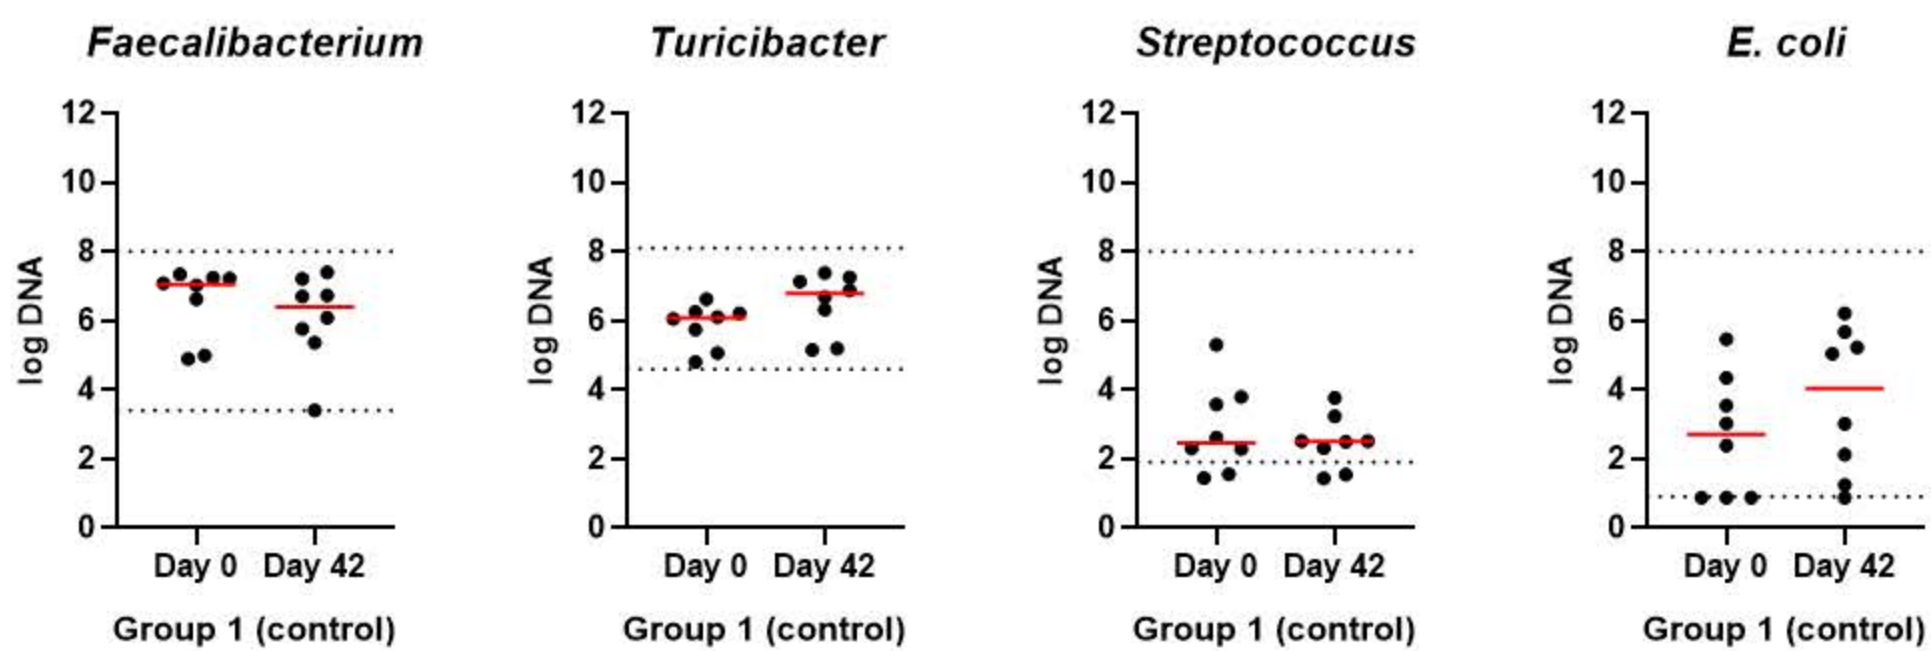 Faecalibacterium
12
10
8
6
4
2
0
log DNA
Day 0 Day 42
Group 1 (control)
Turicibacter
12
10
8
6
4
2
0
log DNA
Day 0 Day 42
Group 1 (control)
Streptococcus
12
10
8
6
4
2
0
log DNA
Day 0 Day 42
Group 1 (control)
E. coli
12
10
8
6
4
2
0
log DNA
Day 0 Day 42
Group 1 (control)